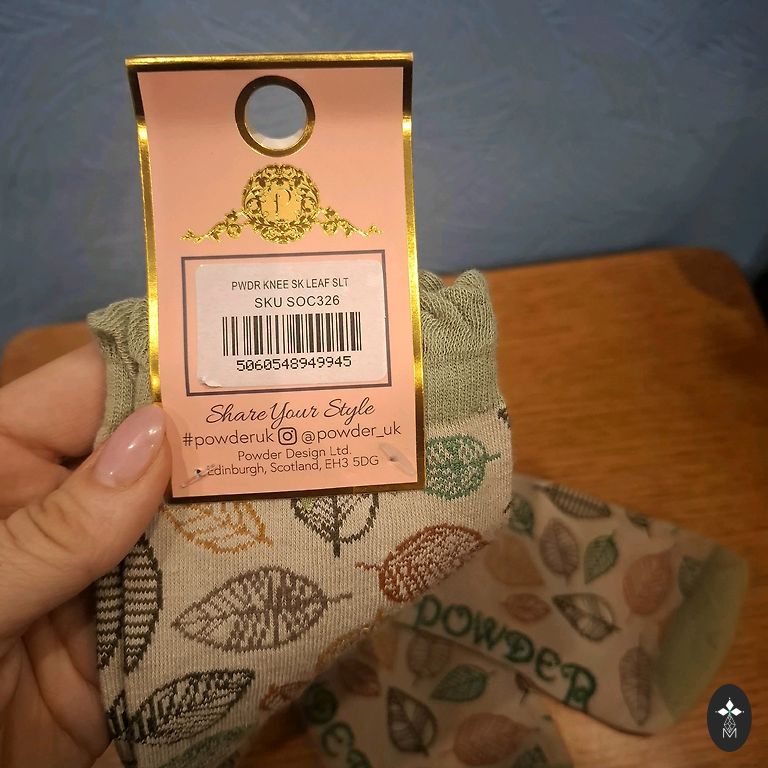 P
PWDR KNEE SK LEAF SLT
SKU SOC326
5060548949945
Share Your Style
#powderuk @powder_uk
Powder Design Ltd.
Edinburgh, Scotland, EH3 5DG
POWDER
DER
M